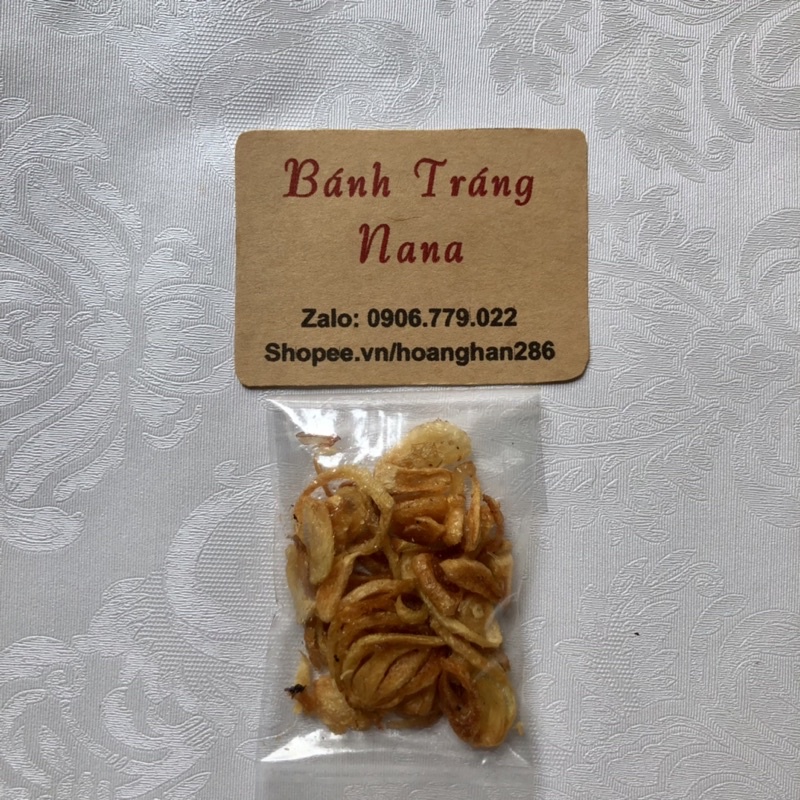 Bánh Tráng
Nana
Zalo: 0906.779.022
Shopee.vn/hoanghan286